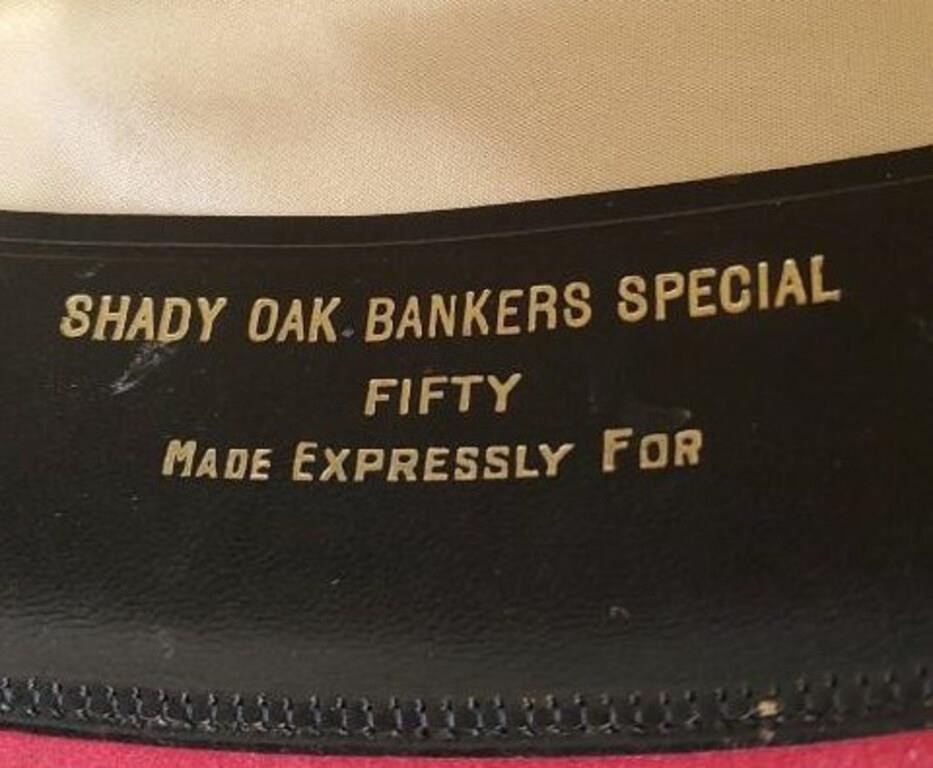 SHADY OAK BANKERS SPECIAL
FIFTY
MADE EXPRESSLY FOR